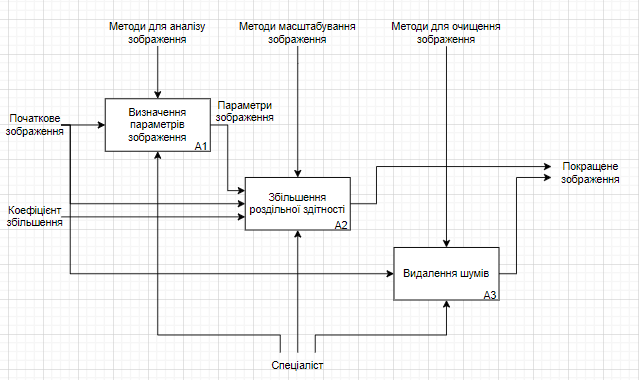 Методи для аналізу
зображення
Методи масштабування
зображення
Методи для очищення
зображення
Початкове
зображення
Визначення
параметрів
зображення
A1
Параметри
зображення
Коефіцієнт
збільшення
Збільшення
роздільної здітності
A2
Покращене
зображення
Видалення шумів
A3
Спеціаліст